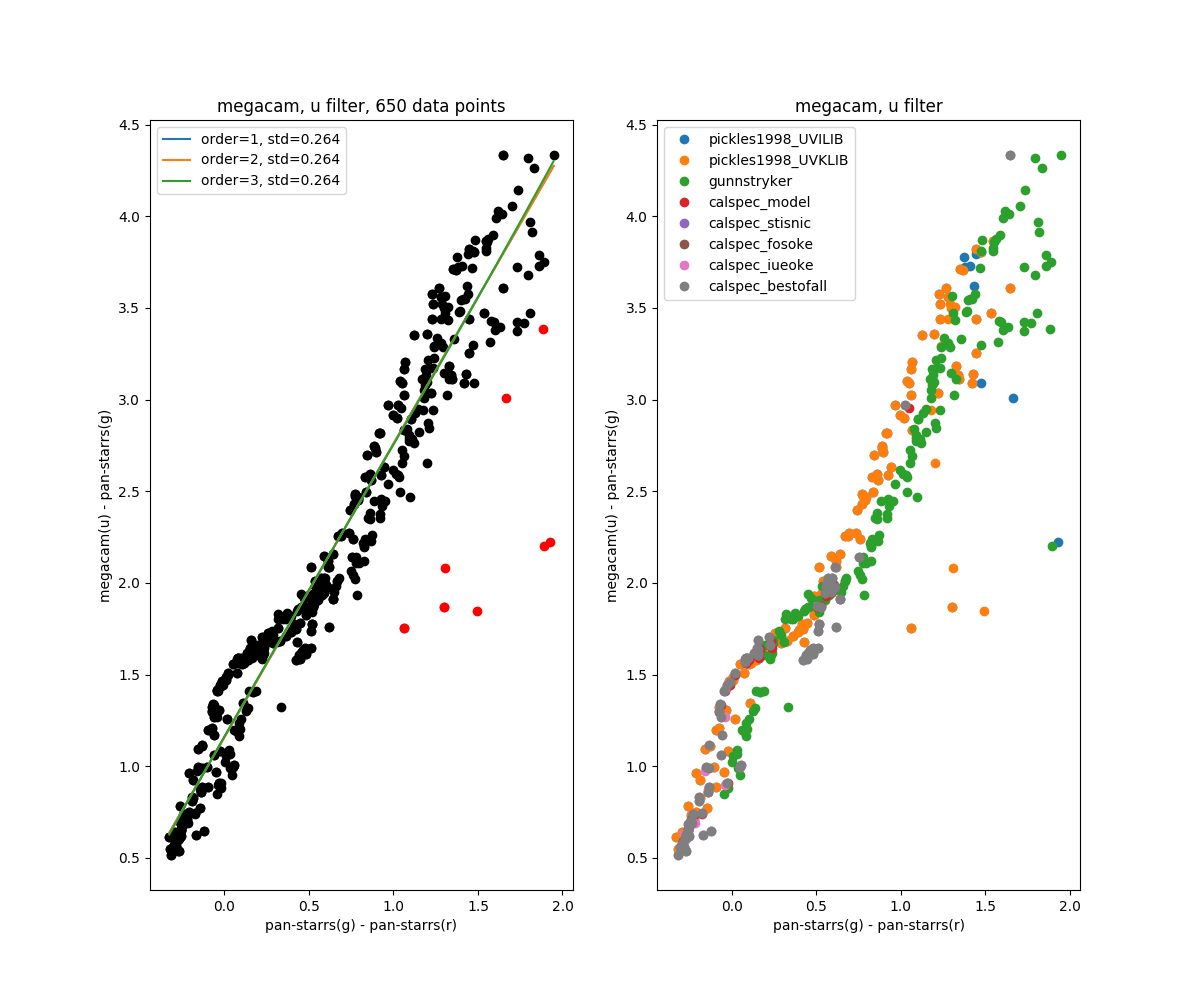 megacam, u filter, 650 data points
order=1, std=0.264
order=2, std=0.264
order=3, std=0.264
4.5
4.0
3.5
3.0
2.5
2.0
1.5
1.0
0.5
megacam(u) - pan-starrs(g)
0.0 0.5 1.0 1.5 2.0
pan-starrs(g) - pan-starrs(r)
megacam, u filter
pickles1998_UVILIB
pickles1998_UVKLIB
gunnstryker
calspec_model
calspec_stisnic
calspec_fosoke
calspec_iueoke
calspec_bestofall
4.5
4.0
3.5
3.0
2.5
2.0
1.5
1.0
0.5
megacam(u) - pan-starrs(g)
0.0 0.5 1.0 1.5 2.0
pan-starrs(g) - pan-starrs(r)